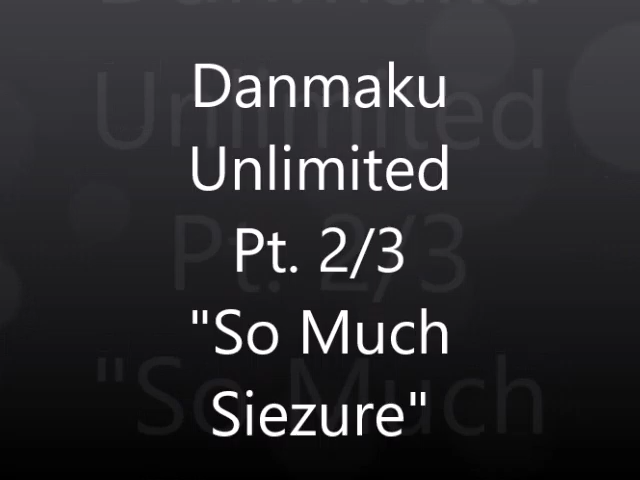 Danmaku
Unlimited
Pt. 2/3
"So Much
Siezure"